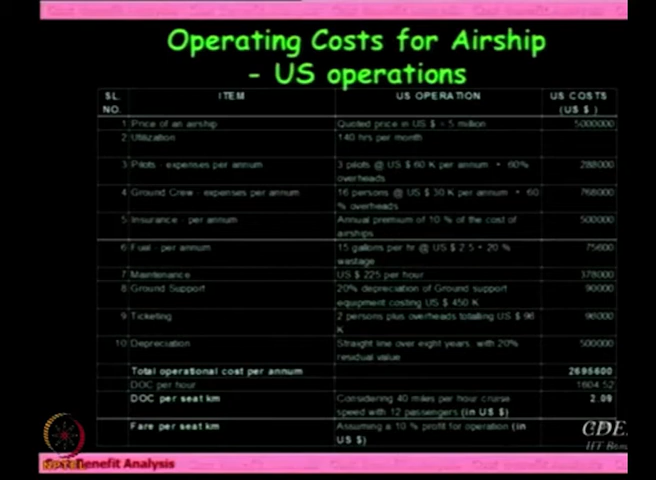 Operating Costs for Airship
- US operations
SL. NO. ITEM US OPERATION US COSTS (US $ )
1 Price of an airship Quoted price in US $ = 5 million 5000000
2 Utilization 140 hrs per month
3 Pilots - expenses per annum 3 pilots @ US $ 60 K per annum + 60% overheads 288000
4 Ground Crew - expenses per annum 16 persons @ US $ 30 K per annum + 60 % overheads 768000
5 Insurance - per annum Annual premium of 10 % of the cost of airships 500000
6 Fuel - per annum 15 gallons per hr @ US $ 2.5 + 20 % wastage 75600
7 Maintenance US $ 225 per hour 378000
8 Ground Support 20% depreciation of Ground support equipment costing US $ 450 K 90000
9 Ticketing 2 persons plus overheads totalling US $ 96 K 96000
10 Depreciation Straight line over eight years, with 20% residual value 500000
Total operational cost per annum 2695600
DOC per hour 1604.52
DOC per seat km Considering 40 miles per hour cruise speed with 12 passengers (in US $) 2.09
Fare per seat km Assuming a 10 % profit for operation (in US $)
CDE
IIT
NPTEL
Benefit Analysis